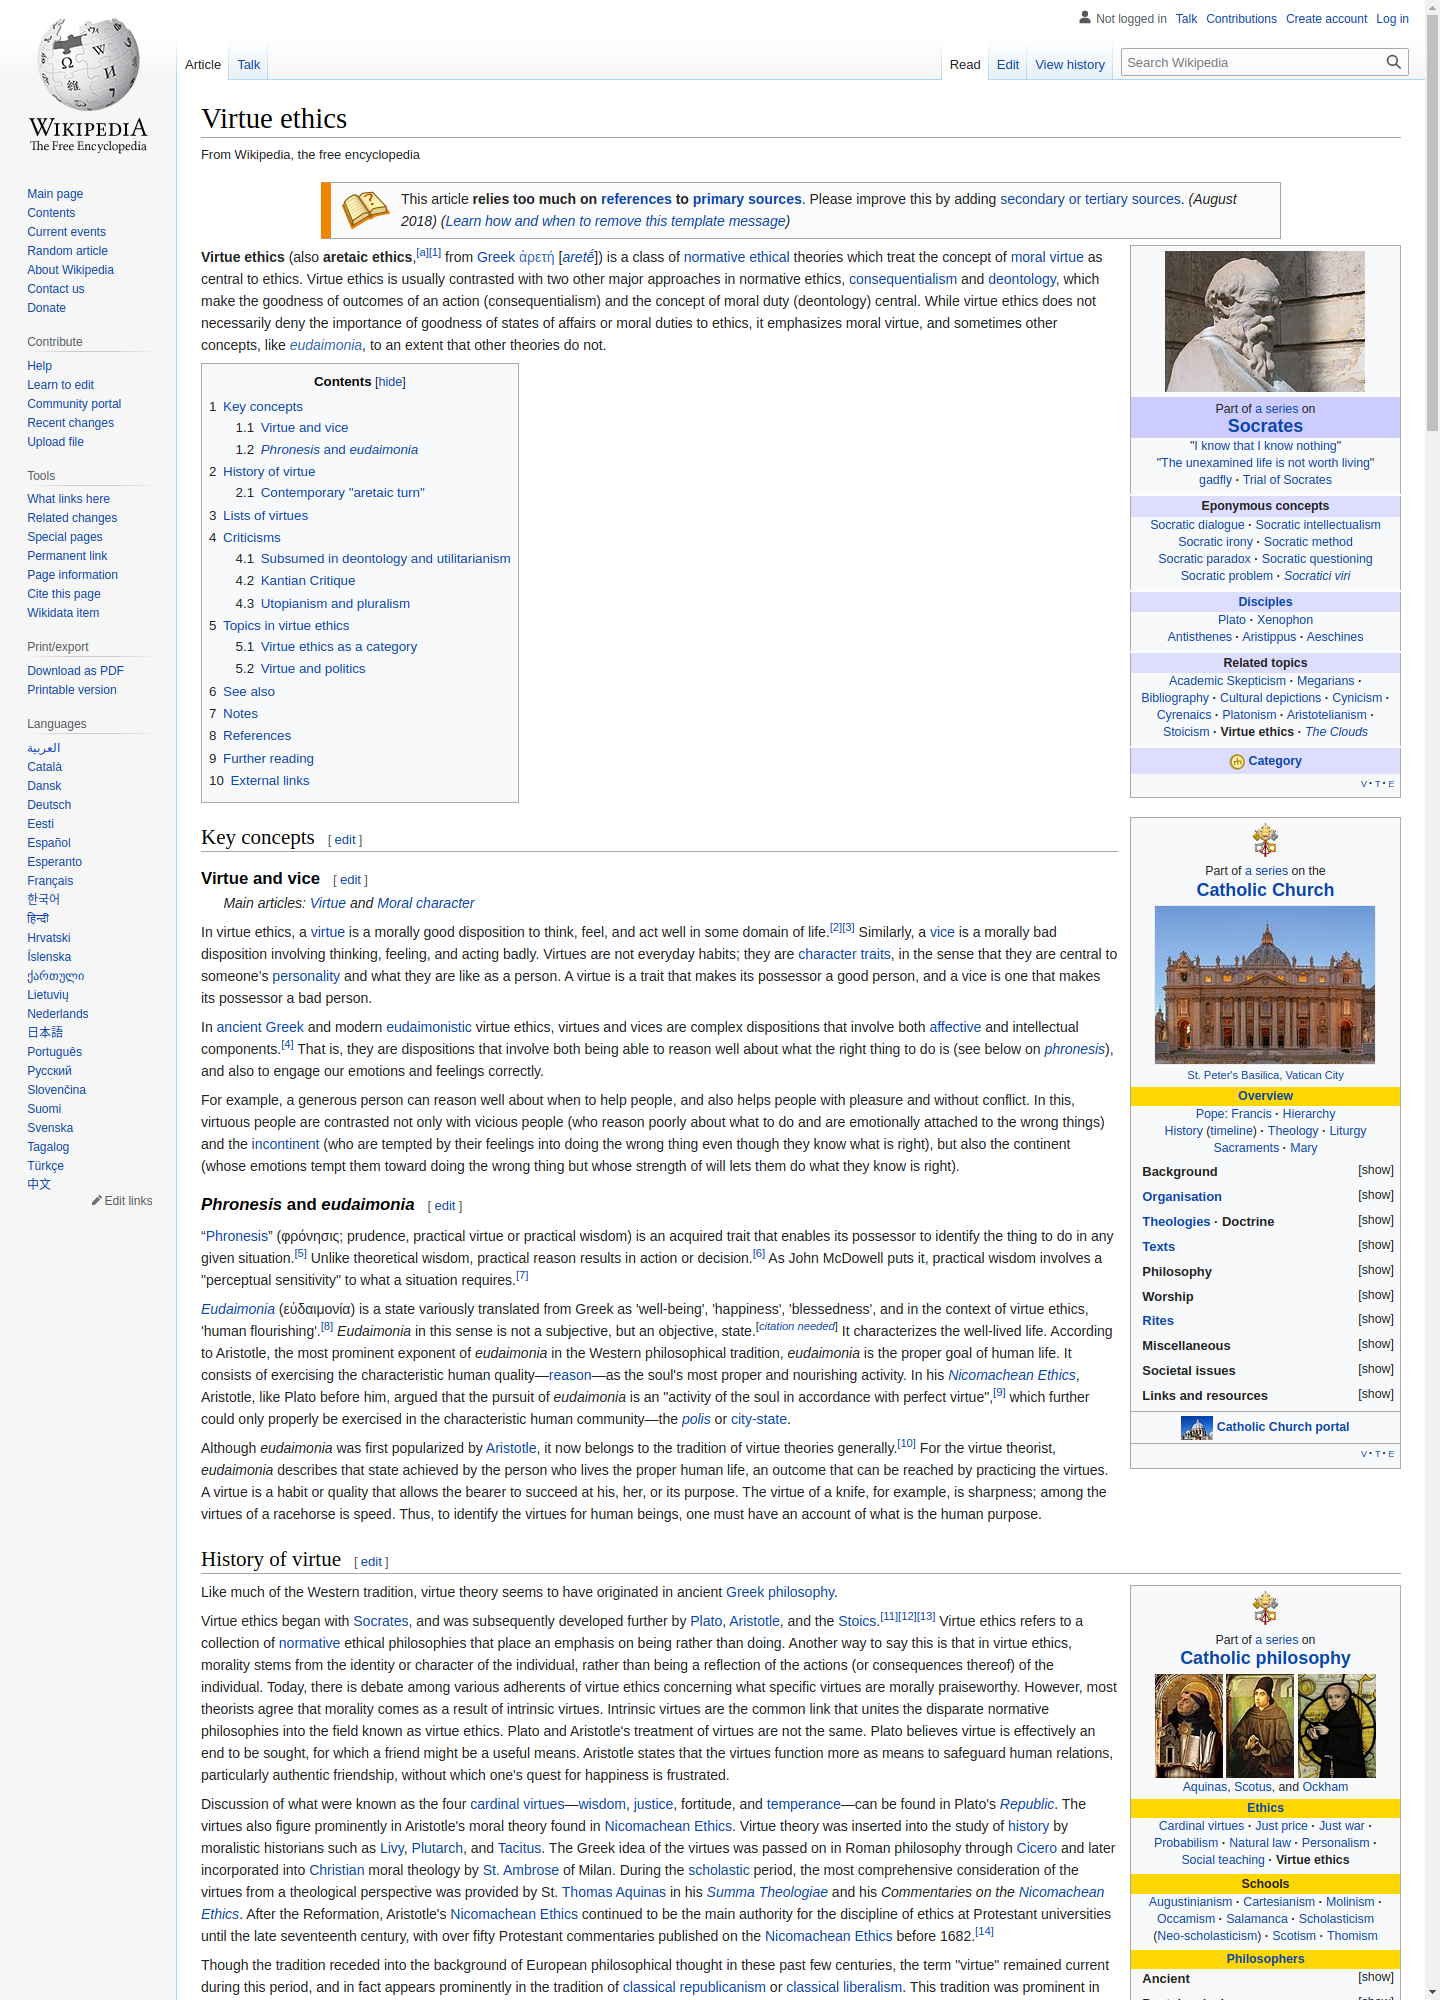 Not logged in Talk Contributions Create account Log in
Article Talk
Read Edit View history
Search Wikipedia
WIKIPEDIA
The Free Encyclopedia
Main page
Contents
Current events
Random article
About Wikipedia
Contact us
Donate
Contribute
Help
Learn to edit
Community portal
Recent changes
Upload file
Tools
What links here
Related changes
Special pages
Permanent link
Page information
Cite this page
Wikidata item
Print/export
Download as PDF
Printable version
Languages
العربية
Català
Dansk
Deutsch
Eesti
Español
Esperanto
Français
한국어
हिन्दी
Hrvatski
Íslenska
ქართული
Lietuvių
Nederlands
日本語
Português
Русский
Slovenčina
Suomi
Svenska
Tagalog
Türkçe
中文
Edit links
Virtue ethics
From Wikipedia, the free encyclopedia
This article relies too much on references to primary sources. Please improve this by adding secondary or tertiary sources. (August
2018) (Learn how and when to remove this template message)
Virtue ethics (also aretaic ethics,[a][1] from Greek ἀρετή [aretḗ]) is a class of normative ethical theories which treat the concept of moral virtue as
central to ethics. Virtue ethics is usually contrasted with two other major approaches in normative ethics, consequentialism and deontology, which
make the goodness of outcomes of an action (consequentialism) and the concept of moral duty (deontology) central. While virtue ethics does not
necessarily deny the importance of goodness of states of affairs or moral duties to ethics, it emphasizes moral virtue, and sometimes other
concepts, like eudaimonia, to an extent that other theories do not.
Contents [hide]
1 Key concepts
1.1 Virtue and vice
1.2 Phronesis and eudaimonia
2 History of virtue
2.1 Contemporary "aretaic turn"
3 Lists of virtues
4 Criticisms
4.1 Subsumed in deontology and utilitarianism
4.2 Kantian Critique
4.3 Utopianism and pluralism
5 Topics in virtue ethics
5.1 Virtue ethics as a category
5.2 Virtue and politics
6 See also
7 Notes
8 References
9 Further reading
10 External links
Part of a series on
Socrates
"I know that I know nothing"
"The unexamined life is not worth living"
gadfly · Trial of Socrates
Eponymous concepts
Socratic dialogue · Socratic intellectualism
Socratic irony · Socratic method
Socratic paradox · Socratic questioning
Socratic problem · Socratici viri
Disciples
Plato · Xenophon
Antisthenes · Aristippus · Aeschines
Related topics
Academic Skepticism · Megarians ·
Bibliography · Cultural depictions · Cynicism ·
Cyrenaics · Platonism · Aristotelianism ·
Stoicism · Virtue ethics · The Clouds
Category
V · T · E
Key concepts [ edit ]
Virtue and vice [ edit ]
Main articles: Virtue and Moral character
In virtue ethics, a virtue is a morally good disposition to think, feel, and act well in some domain of life.[2][3] Similarly, a vice is a morally bad
disposition involving thinking, feeling, and acting badly. Virtues are not everyday habits; they are character traits, in the sense that they are central to
someone’s personality and what they are like as a person. A virtue is a trait that makes its possessor a good person, and a vice is one that makes
its possessor a bad person.
In ancient Greek and modern eudaimonistic virtue ethics, virtues and vices are complex dispositions that involve both affective and intellectual
components.[4] That is, they are dispositions that involve both being able to reason well about what the right thing to do is (see below on phronesis),
and also to engage our emotions and feelings correctly.
For example, a generous person can reason well about when to help people, and also helps people with pleasure and without conflict. In this,
virtuous people are contrasted not only with vicious people (who reason poorly about what to do and are emotionally attached to the wrong things)
and the incontinent (who are tempted by their feelings into doing the wrong thing even though they know what is right), but also the continent
(whose emotions tempt them toward doing the wrong thing but whose strength of will lets them do what they know is right).
Phronesis and eudaimonia [ edit ]
“Phronesis” (φρόνησις; prudence, practical virtue or practical wisdom) is an acquired trait that enables its possessor to identify the thing to do in any
given situation.[5] Unlike theoretical wisdom, practical reason results in action or decision.[6] As John McDowell puts it, practical wisdom involves a
"perceptual sensitivity" to what a situation requires.[7]
Eudaimonia (εὐδαιμονία) is a state variously translated from Greek as 'well-being', 'happiness', 'blessedness', and in the context of virtue ethics,
'human flourishing'.[8] Eudaimonia in this sense is not a subjective, but an objective, state.[citation needed] It characterizes the well-lived life. According
to Aristotle, the most prominent exponent of eudaimonia in the Western philosophical tradition, eudaimonia is the proper goal of human life. It
consists of exercising the characteristic human quality—reason—as the soul's most proper and nourishing activity. In his Nicomachean Ethics,
Aristotle, like Plato before him, argued that the pursuit of eudaimonia is an "activity of the soul in accordance with perfect virtue",[9] which further
could only properly be exercised in the characteristic human community—the polis or city-state.
Although eudaimonia was first popularized by Aristotle, it now belongs to the tradition of virtue theories generally.[10] For the virtue theorist,
eudaimonia describes that state achieved by the person who lives the proper human life, an outcome that can be reached by practicing the virtues.
A virtue is a habit or quality that allows the bearer to succeed at his, her, or its purpose. The virtue of a knife, for example, is sharpness; among the
virtues of a racehorse is speed. Thus, to identify the virtues for human beings, one must have an account of what is the human purpose.
Part of a series on the
Catholic Church
St. Peter's Basilica, Vatican City
Overview
Pope: Francis · Hierarchy
History (timeline) · Theology · Liturgy
Sacraments · Mary
Background [show]
Organisation [show]
Theologies · Doctrine [show]
Texts [show]
Philosophy [show]
Worship [show]
Rites [show]
Miscellaneous [show]
Societal issues [show]
Links and resources [show]
Catholic Church portal
V · T · E
History of virtue [ edit ]
Like much of the Western tradition, virtue theory seems to have originated in ancient Greek philosophy.
Virtue ethics began with Socrates, and was subsequently developed further by Plato, Aristotle, and the Stoics.[11][12][13] Virtue ethics refers to a
collection of normative ethical philosophies that place an emphasis on being rather than doing. Another way to say this is that in virtue ethics,
morality stems from the identity or character of the individual, rather than being a reflection of the actions (or consequences thereof) of the
individual. Today, there is debate among various adherents of virtue ethics concerning what specific virtues are morally praiseworthy. However, most
theorists agree that morality comes as a result of intrinsic virtues. Intrinsic virtues are the common link that unites the disparate normative
philosophies into the field known as virtue ethics. Plato and Aristotle's treatment of virtues are not the same. Plato believes virtue is effectively an
end to be sought, for which a friend might be a useful means. Aristotle states that the virtues function more as means to safeguard human relations,
particularly authentic friendship, without which one's quest for happiness is frustrated.
Discussion of what were known as the four cardinal virtues—wisdom, justice, fortitude, and temperance—can be found in Plato's Republic. The
virtues also figure prominently in Aristotle's moral theory found in Nicomachean Ethics. Virtue theory was inserted into the study of history by
moralistic historians such as Livy, Plutarch, and Tacitus. The Greek idea of the virtues was passed on in Roman philosophy through Cicero and later
incorporated into Christian moral theology by St. Ambrose of Milan. During the scholastic period, the most comprehensive consideration of the
virtues from a theological perspective was provided by St. Thomas Aquinas in his Summa Theologiae and his Commentaries on the Nicomachean
Ethics. After the Reformation, Aristotle's Nicomachean Ethics continued to be the main authority for the discipline of ethics at Protestant universities
until the late seventeenth century, with over fifty Protestant commentaries published on the Nicomachean Ethics before 1682.[14]
Though the tradition receded into the background of European philosophical thought in these past few centuries, the term "virtue" remained current
during this period, and in fact appears prominently in the tradition of classical republicanism or classical liberalism. This tradition was prominent in
Part of a series on
Catholic philosophy
Aquinas, Scotus, and Ockham
Ethics
Cardinal virtues · Just price · Just war ·
Probabilism · Natural law · Personalism ·
Social teaching · Virtue ethics
Schools
Augustinianism · Cartesianism · Molinism ·
Occamism · Salamanca · Scholasticism
(Neo-scholasticism) · Scotism · Thomism
Philosophers
Ancient [show]